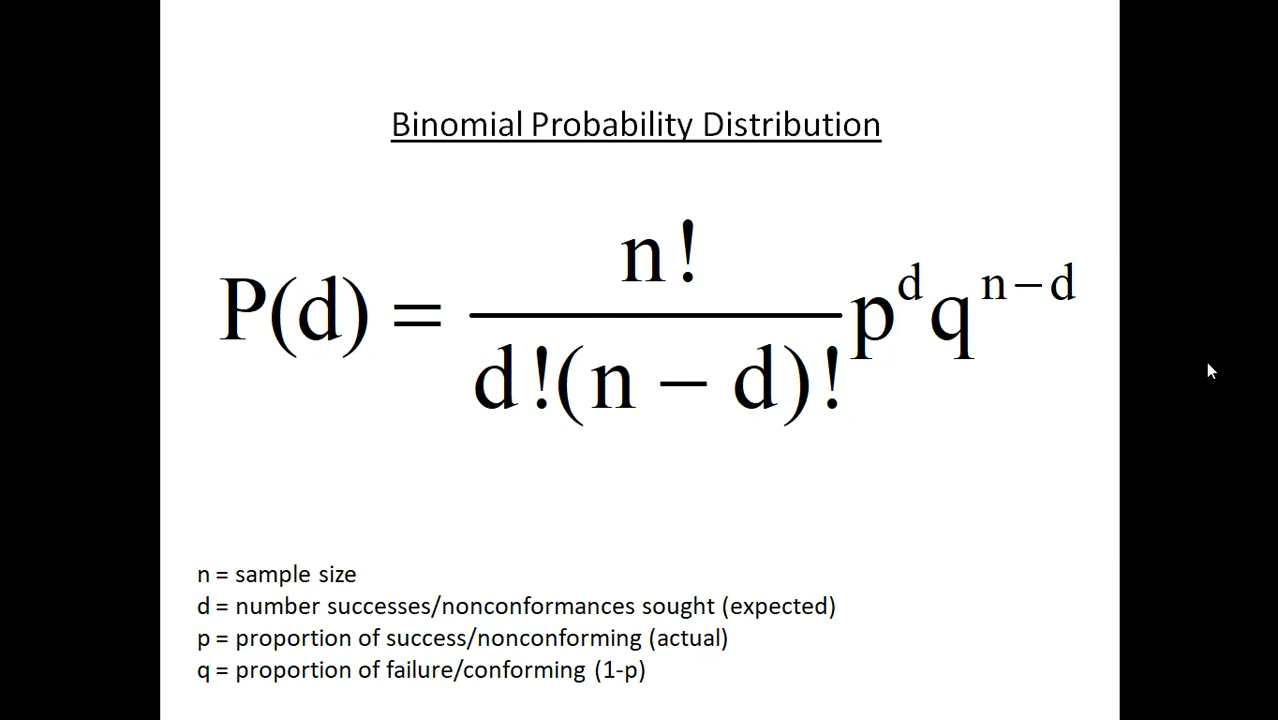 Binomial Probability Distribution
P(d) = n! / d!(n − d)! p^d q^(n−d)
n = sample size
d = number successes/nonconformances sought (expected)
p = proportion of success/nonconforming (actual)
q = proportion of failure/conforming (1-p)